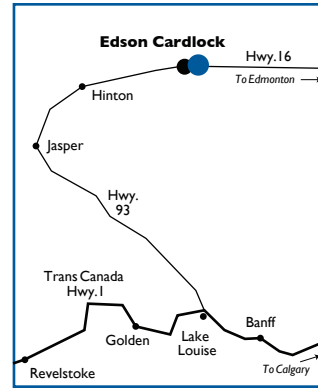 Edson Cardlock
Hwy.16
To Edmonton
Hinton
Jasper
Hwy.
93
Trans Canada
Hwy.1
Golden
Lake
Louise
Banff
Revelstoke
To Calgary